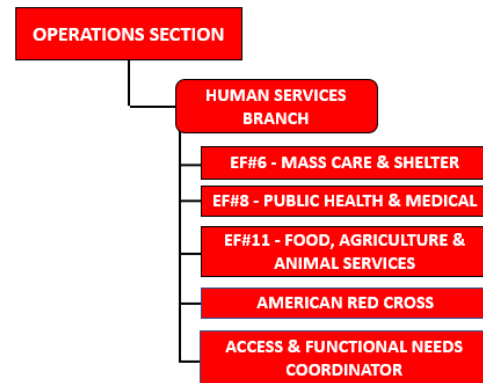 OPERATIONS SECTION
HUMAN SERVICES
BRANCH
EF#6 - MASS CARE & SHELTER
EF#8 - PUBLIC HEALTH & MEDICAL
EF#11 - FOOD, AGRICULTURE &
ANIMAL SERVICES
AMERICAN RED CROSS
ACCESS & FUNCTIONAL NEEDS
COORDINATOR